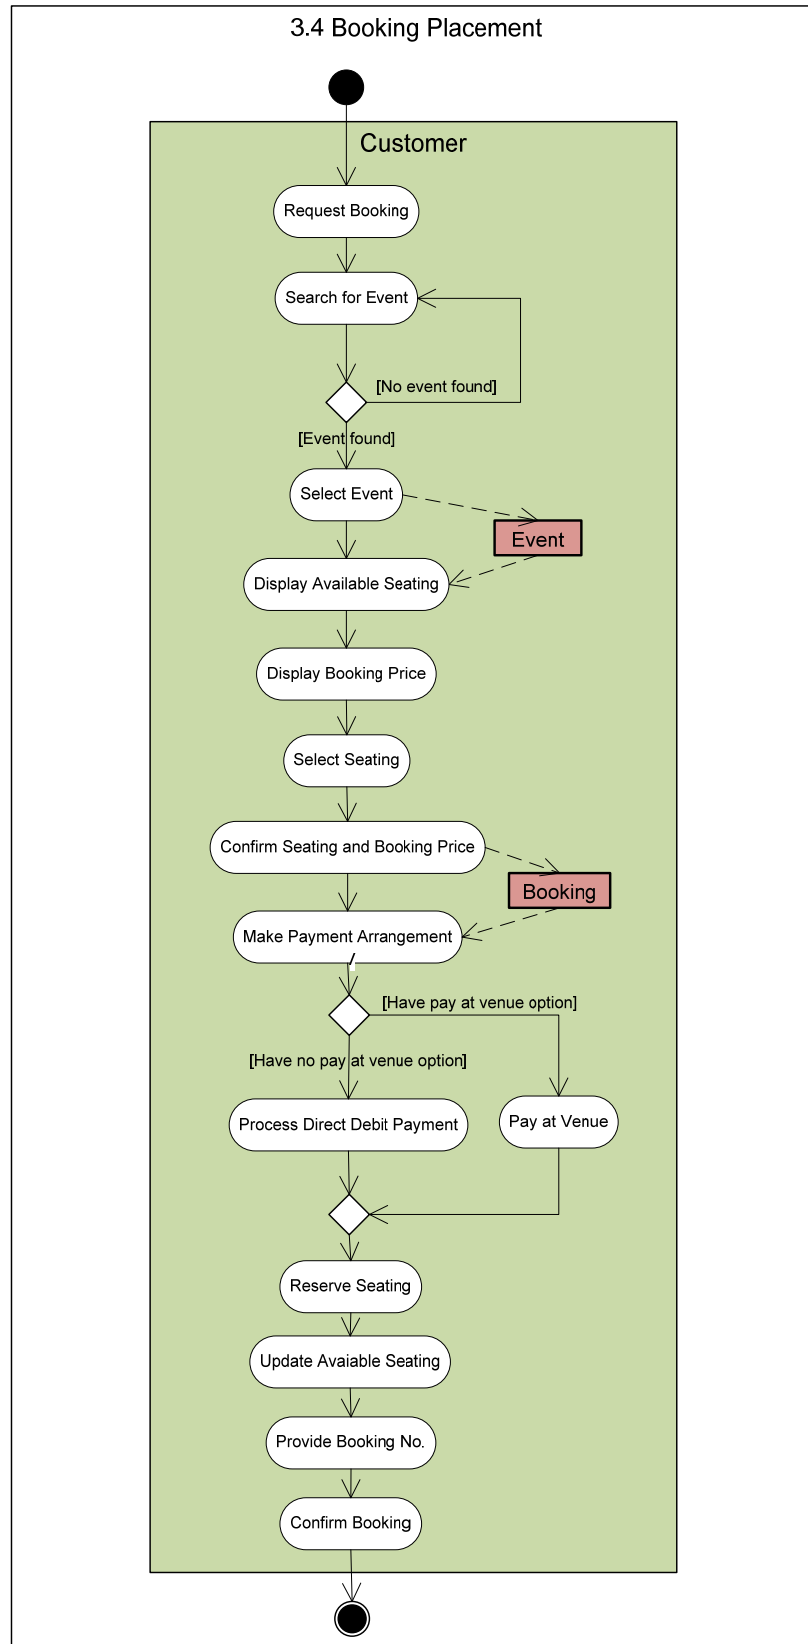 3.4 Booking Placement
Customer
Request Booking
Search for Event
[No event found]
[Event found]
Select Event
Event
Display Available Seating
Display Booking Price
Select Seating
Confirm Seating and Booking Price
Booking
Make Payment Arrangement
/
[Have pay at venue option]
[Have no pay at venue option]
Process Direct Debit Payment
Pay at Venue
Reserve Seating
Update Avaiable Seating
Provide Booking No.
Confirm Booking